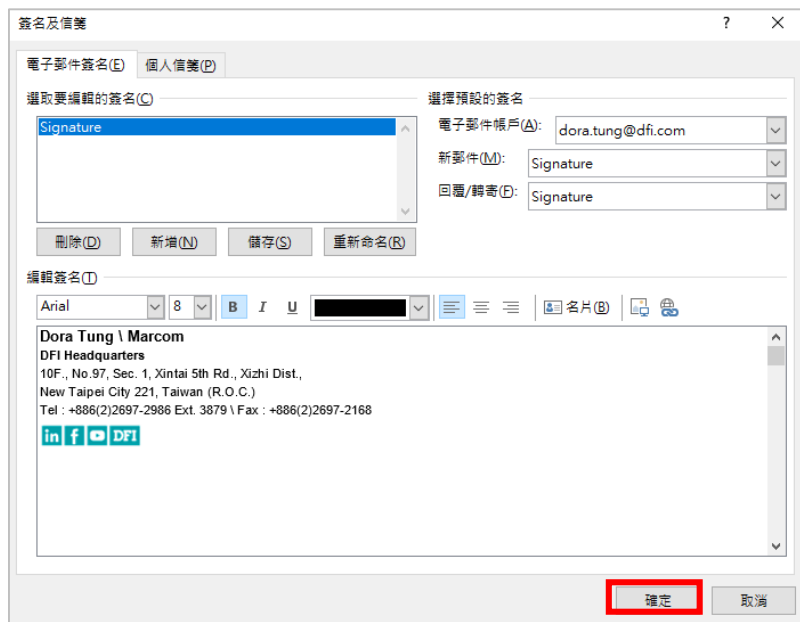 簽名及信箋 ?
電子郵件簽名(E) 個人信箋(P)
選取要編輯的簽名(C)
Signature
刪除(D) 新增(N) 儲存(S) 重新命名(R)
選擇預設的簽名
電子郵件帳戶(A): dora.tung@dfi.com
新郵件(M): Signature
回覆/轉寄(F): Signature
編輯簽名(T)
Arial 8 B I U 名片(B)
Dora Tung \ Marcom
DFI Headquarters
10F., No.97, Sec. 1, Xintai 5th Rd., Xizhi Dist.,
New Taipei City 221, Taiwan (R.O.C.)
Tel : +886(2)2697-2986 Ext. 3879 \ Fax : +886(2)2697-2168
in f DFI
確定 取消